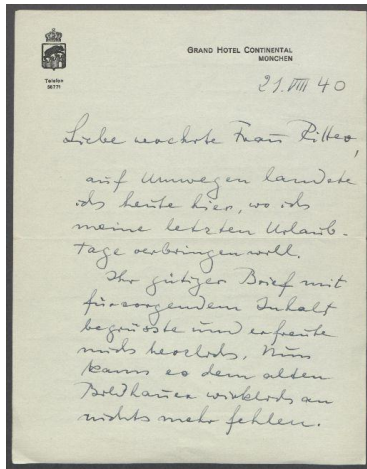 GRAND HOTEL CONTINENTAL
MÜNCHEN
Telefon
58771
21. VIII 40
Liebe verehrte Frau Ritter,
auf Umwegen landete
ich heute hier, wo ich
meine letzten Urlaub-
tage verbringen will.
Ihr gütiger Brief mit
fürsorgendem Inhalt
begrüsste und erfreute
mich herzlich. Nun
kann es dem alten
Bildhauer wirklich an
nichts mehr fehlen.